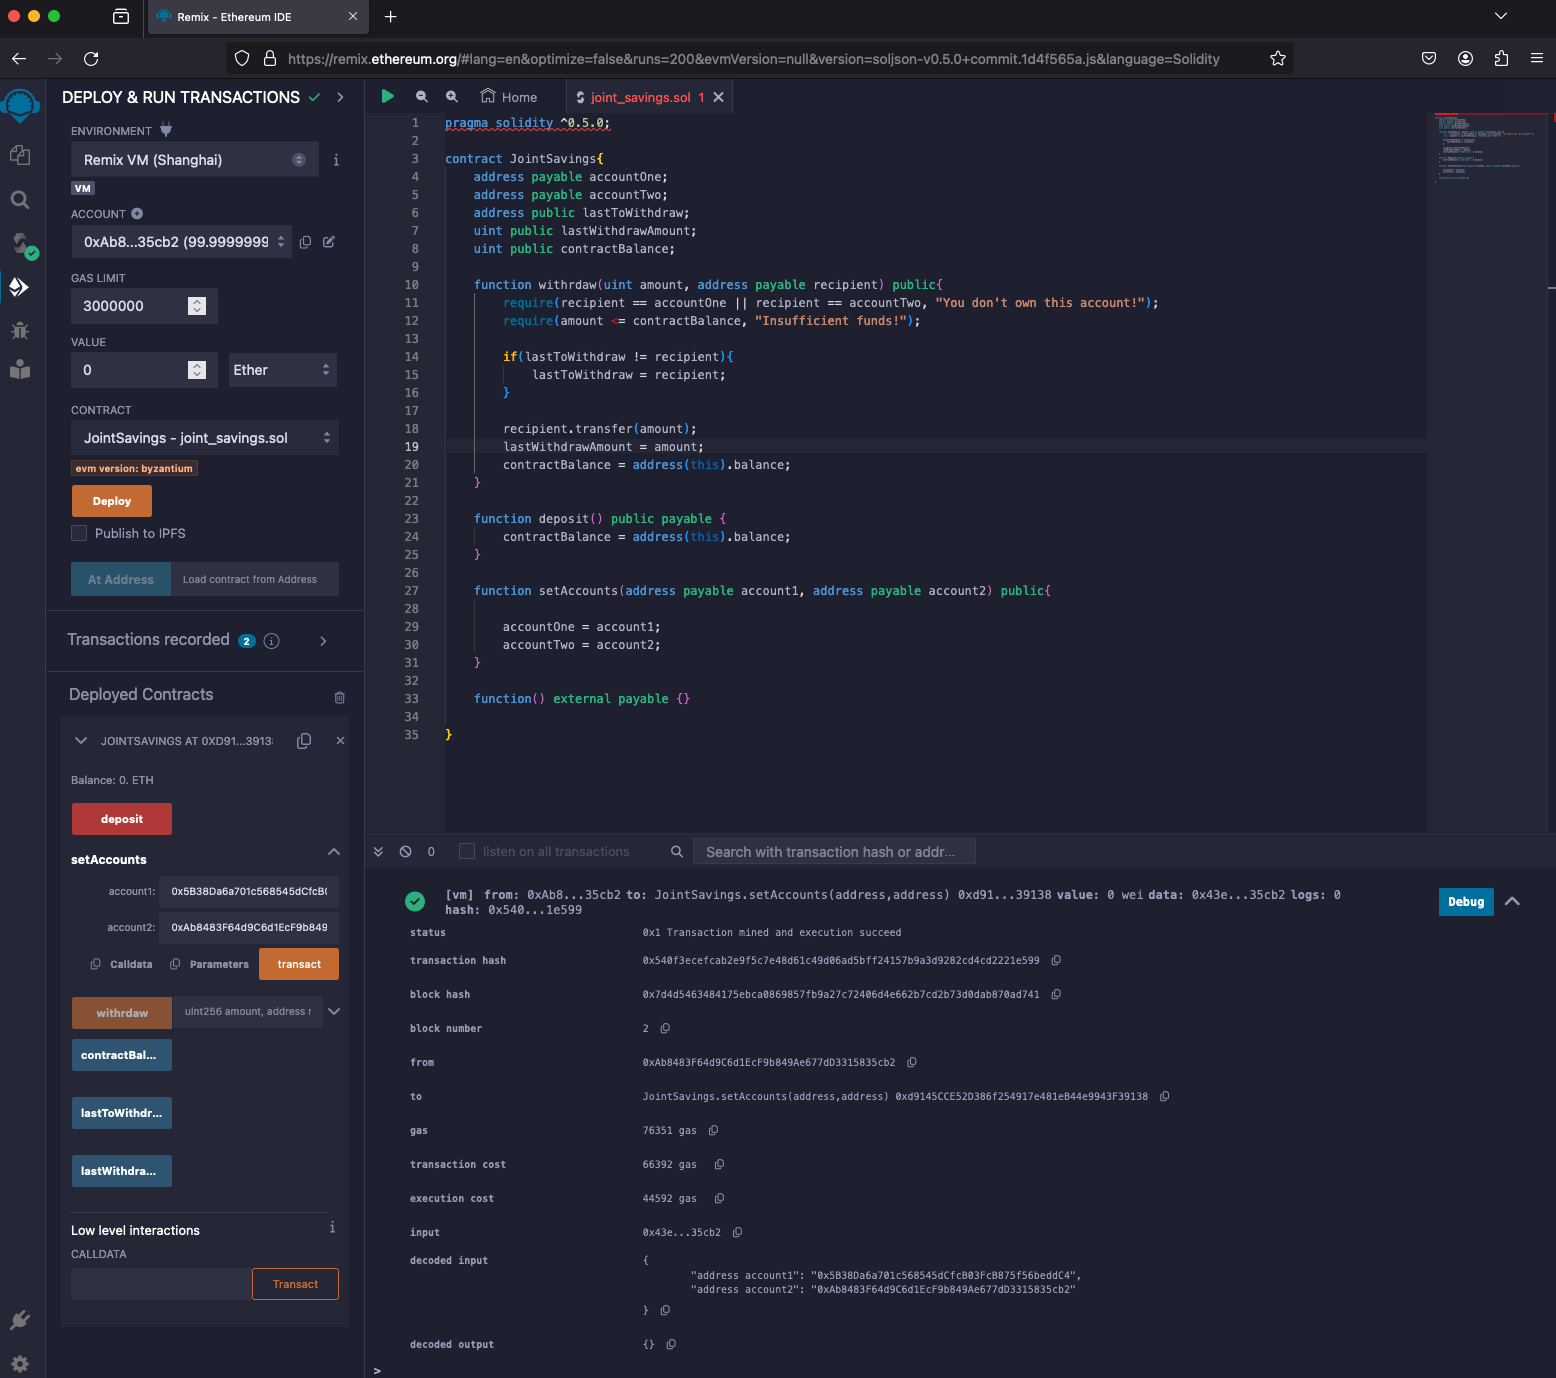 Remix - Ethereum IDE
https://remix.ethereum.org/#lang=en&optimize=false&runs=200&evmVersion=null&version=soljson-v0.5.0+commit.1d4f565a.js&language=Solidity
DEPLOY & RUN TRANSACTIONS
ENVIRONMENT
Remix VM (Shanghai)
VM
ACCOUNT
0xAb8...35cb2 (99.9999999
GAS LIMIT
3000000
VALUE
0
Ether
CONTRACT
JointSavings - joint_savings.sol
evm version: byzantium
Deploy
Publish to IPFS
At Address
Load contract from Address
Transactions recorded 2 i
Deployed Contracts
JOINTSAVINGS AT 0XD91...3913
Balance: 0. ETH
deposit
setAccounts
account1: 0x5B38Da6a701c568545dCfcB(
account2: 0xAb8483F64d9C6d1EcF9b849
Calldata Parameters transact
withrdaw uint256 amount, address r
contractBal...
lastToWithdr...
lastWithdra...
Low level interactions i
CALLDATA
Transact
Home joint_savings.sol 1
1 pragma solidity ^0.5.0;
2
3 contract JointSavings{
4 address payable accountOne;
5 address payable accountTwo;
6 address public lastToWithdraw;
7 uint public lastWithdrawAmount;
8 uint public contractBalance;
9
10 function withrdaw(uint amount, address payable recipient) public{
11 require(recipient == accountOne || recipient == accountTwo, "You don't own this account!");
12 require(amount <= contractBalance, "Insufficient funds!");
13
14 if(lastToWithdraw != recipient){
15 lastToWithdraw = recipient;
16 }
17
18 recipient.transfer(amount);
19 lastWithdrawAmount = amount;
20 contractBalance = address(this).balance;
21 }
22
23 function deposit() public payable {
24 contractBalance = address(this).balance;
25 }
26
27 function setAccounts(address payable account1, address payable account2) public{
28
29 accountOne = account1;
30 accountTwo = account2;
31 }
32
33 function() external payable {}
34
35 }
0 listen on all transactions Search with transaction hash or addr...
[vm] from: 0xAb8...35cb2 to: JointSavings.setAccounts(address,address) 0xd91...39138 value: 0 wei data: 0x43e...35cb2 logs: 0
hash: 0x540...1e599
Debug
status 0x1 Transaction mined and execution succeed
transaction hash 0x540f3ecefcab2e9f5c7e48d61c49d06ad5bff24157b9a3d9282cd4cd2221e599
block hash 0x7d4d5463484175ebca0869857fb9a27c72406d4e662b7cd2b73d0dab870ad741
block number 2
from 0xAb8483F64d9C6d1EcF9b849Ae677dD3315835cb2
to JointSavings.setAccounts(address,address) 0xd9145CCE52D386f254917e481eB44e9943F39138
gas 76351 gas
transaction cost 66392 gas
execution cost 44592 gas
input 0x43e...35cb2
decoded input {
"address account1": "0x5B38Da6a701c568545dCfcB03FcB875f56beddC4",
"address account2": "0xAb8483F64d9C6d1EcF9b849Ae677dD3315835cb2"
}
decoded output {}
>